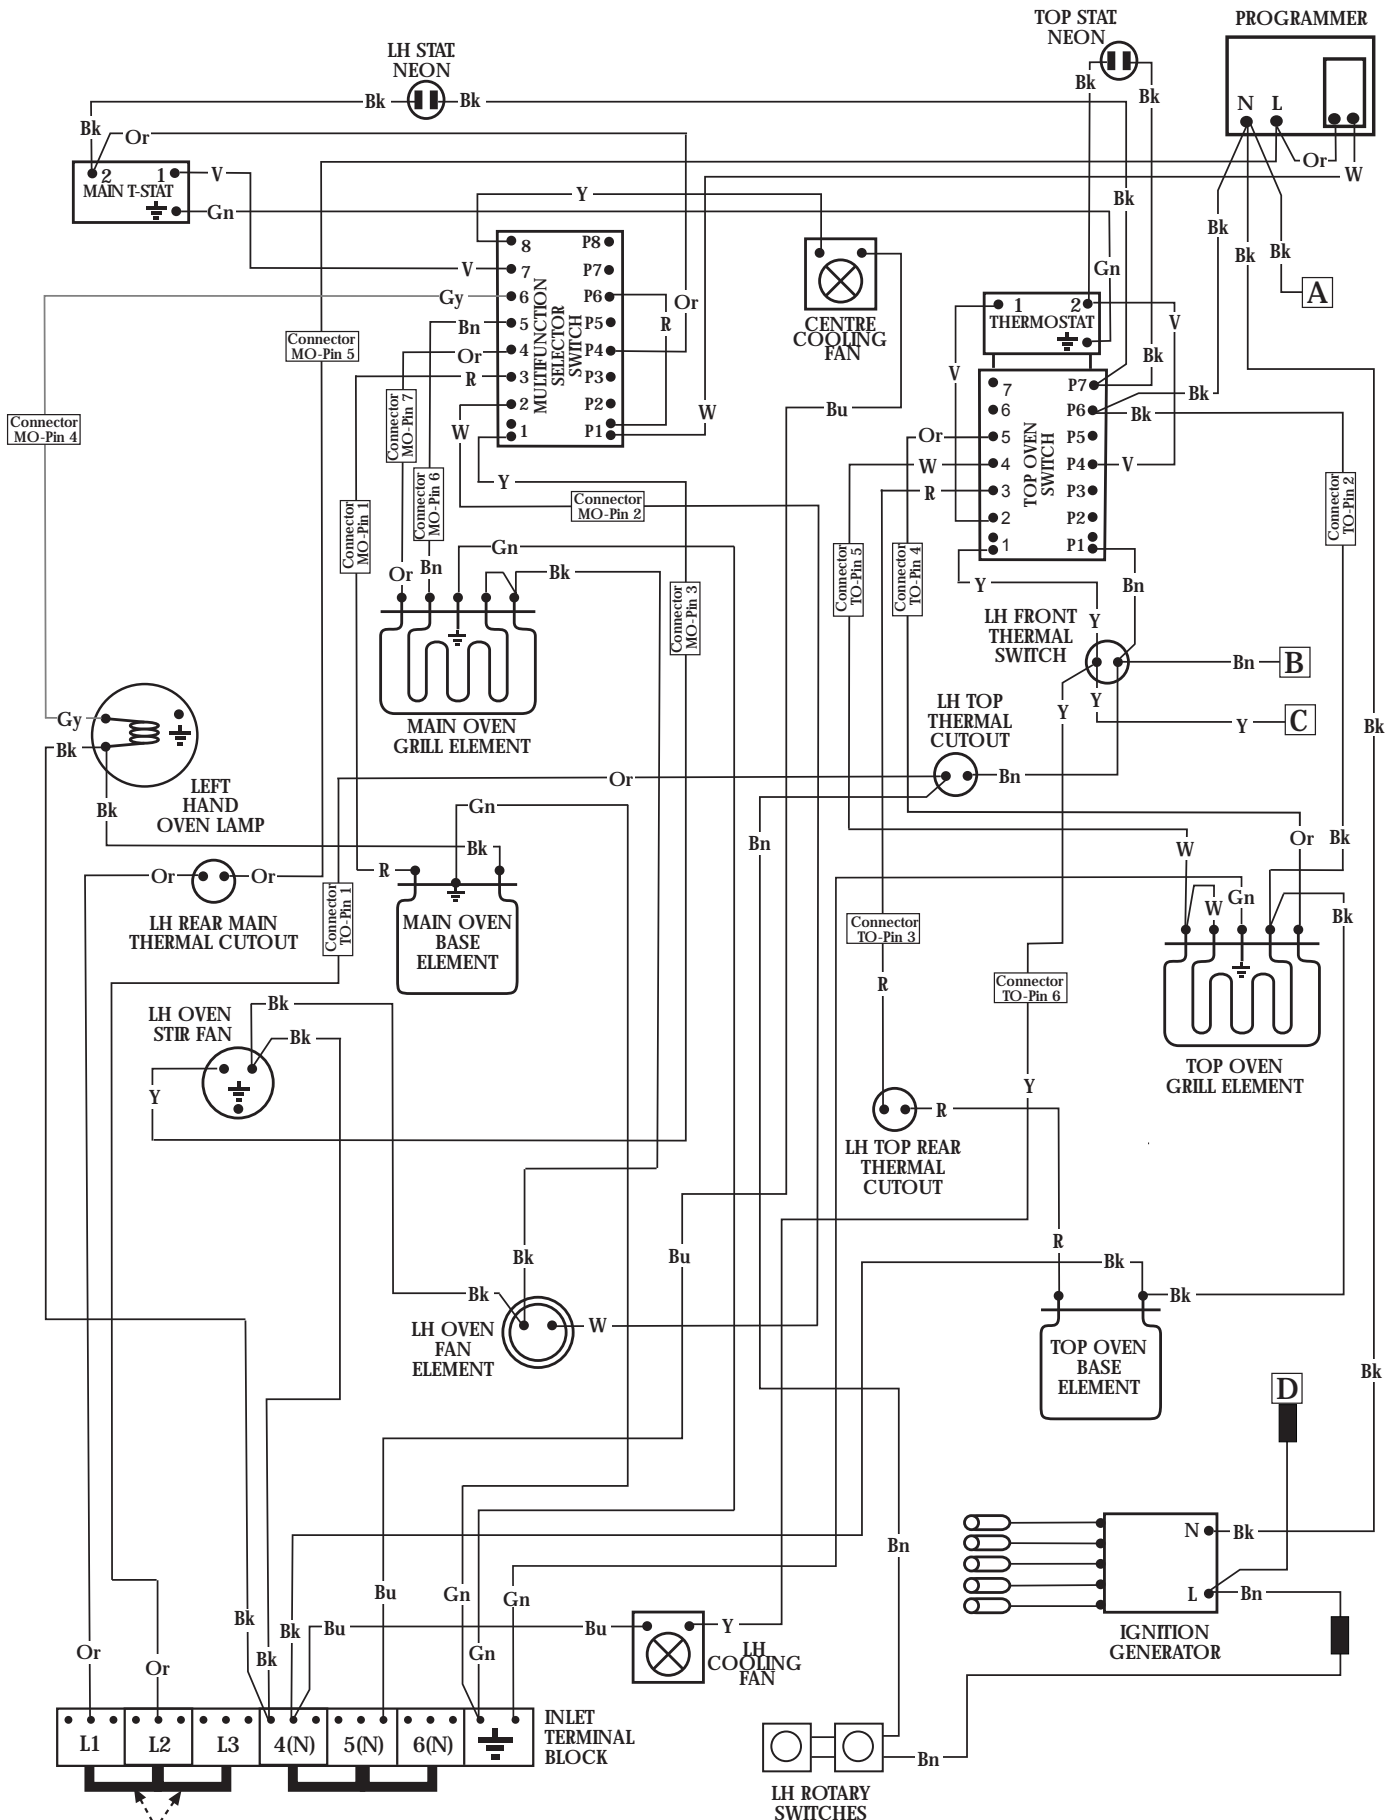 TOP STAT.
NEON
PROGRAMMER
LH STAT.
NEON
Bk
Bk
Bk
Bk
N
L
Bk
Or
Or
W
2
1
MAIN T-STAT
V
Gn
Y
Bk
Bk
Bk
Bk
A
8
7
6
5
4
3
2
1
MULTIFUNCTION
SELECTOR
SWITCH
P8
P7
P6
P5
P4
P3
P2
P1
V
Gy
Bn
Or
R
W
Y
R
Or
W
CENTRE
COOLING
FAN
Gn
1
2
THERMOSTAT
V
V
Bk
Connector
MO-Pin 5
Connector
MO-Pin 4
Connector
MO-Pin 7
Connector
MO-Pin 6
Connector
MO-Pin 1
Connector
MO-Pin 2
Connector
MO-Pin 3
Bu
7
6
5
4
3
2
1
TOP OVEN
SWITCH
P7
P6
P5
P4
P3
P2
P1
Bk
Bk
Or
W
R
V
Y
Bn
Connector
TO-Pin 5
Connector
TO-Pin 4
Connector
TO-Pin 2
Or
Bn
Gn
Bk
MAIN OVEN
GRILL ELEMENT
LH FRONT
THERMAL
SWITCH
Y
Bn
B
Y
Y
Y
C
LH TOP
THERMAL
CUTOUT
Bn
Bk
Gy
Bk
LEFT
HAND
OVEN LAMP
Bk
Or
Gn
Bk
R
Bn
Or
Bk
W
W
Gn
Bk
Or
Or
LH REAR MAIN
THERMAL CUTOUT
Connector
TO-Pin 1
MAIN OVEN
BASE
ELEMENT
Connector
TO-Pin 3
Connector
TO-Pin 6
R
Y
TOP OVEN
GRILL ELEMENT
LH OVEN
STIR FAN
Bk
Bk
Y
R
LH TOP REAR
THERMAL
CUTOUT
Bk
Bk
Bu
R
Bk
Bk
LH OVEN
FAN
ELEMENT
W
TOP OVEN
BASE
ELEMENT
Bk
D
Bn
N
Bk
L
Bn
IGNITION
GENERATOR
Bu
Gn
Gn
Bk
Bk
Bk
Bu
Bu
Y
LH
COOLING
FAN
Or
Or
Gn
L1
L2
L3
4(N)
5(N)
6(N)
INLET
TERMINAL
BLOCK
Bn
LH ROTARY
SWITCHES